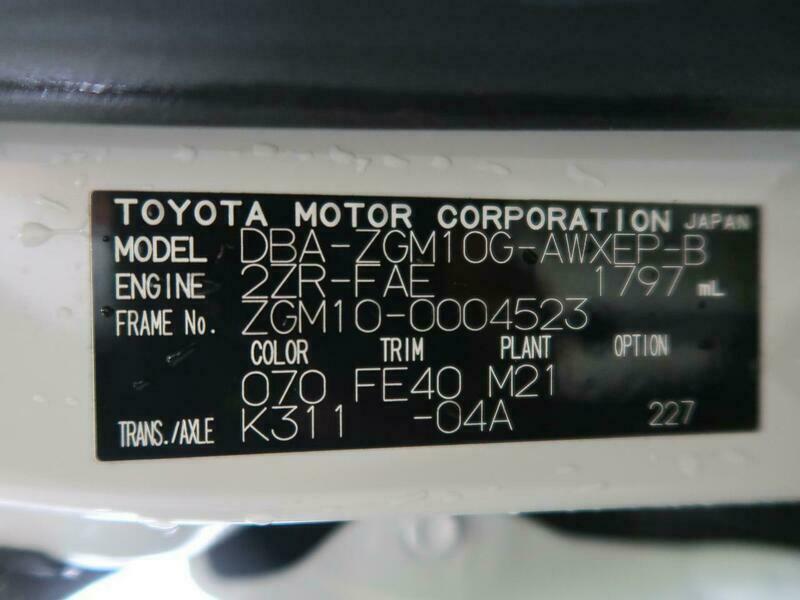 TOYOTA MOTOR CORPORATION JAPAN
MODEL DBA-ZGM10G-AWXEP-B
ENGINE 2ZR-FAE 1797 mL
FRAME No. ZGM10-0004523
COLOR TRIM PLANT OPTION
070 FE40 M21
TRANS./AXLE K311 -04A 227